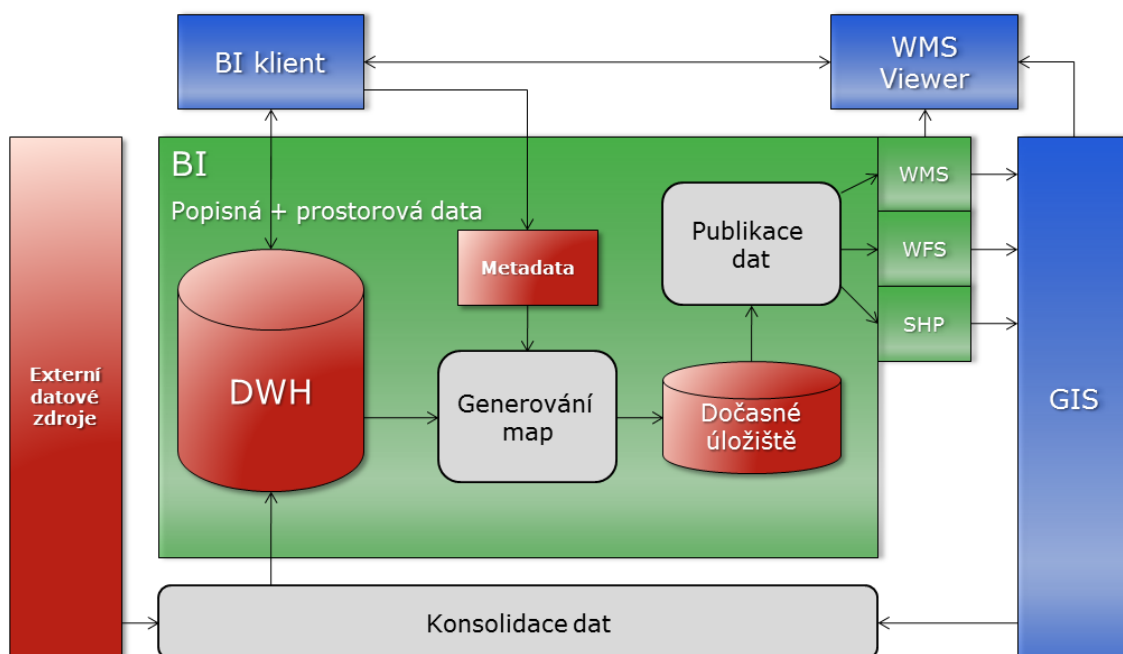 BI klient
WMS
Viewer
BI
Popisná + prostorová data
WMS
Publikace
dat
Metadata
WFS
SHP
Externí
datové
zdroje
DWH
Generování
map
Dočasné
úložiště
GIS
Konsolidace dat